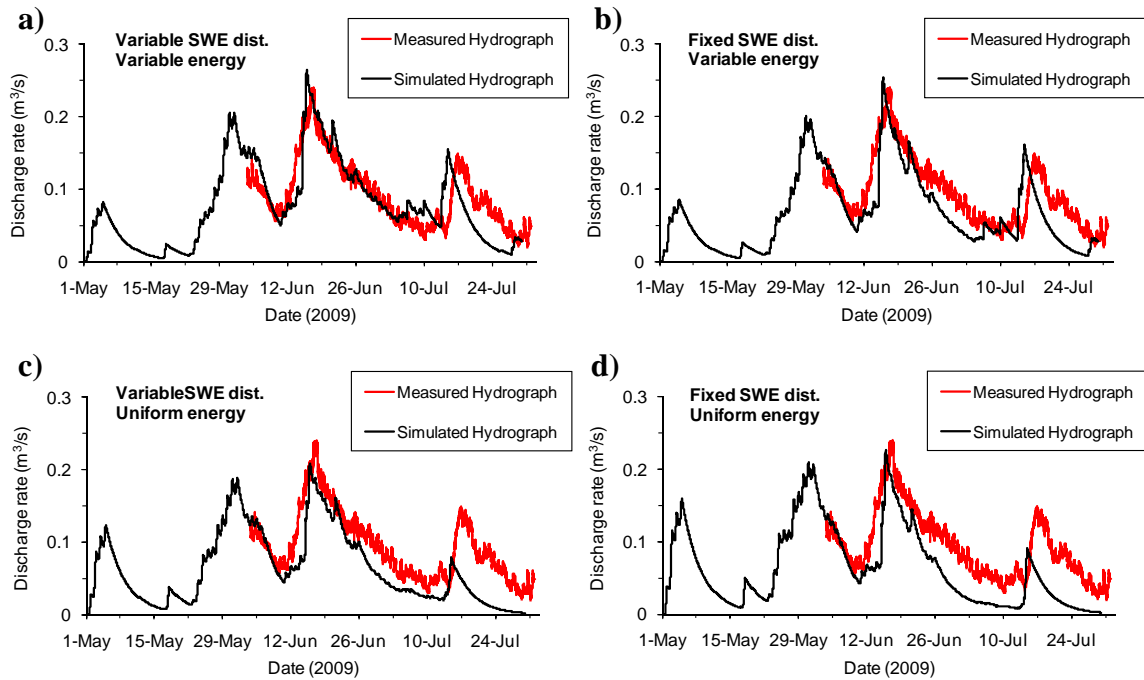 a)
Variable SWE dist.
Variable energy
Measured Hydrograph
Simulated Hydrograph
Discharge rate (m³/s)
0.3
0.2
0.1
0
1-May 15-May 29-May 12-Jun 26-Jun 10-Jul 24-Jul
Date (2009)
b)
Fixed SWE dist.
Variable energy
Measured Hydrograph
Simulated Hydrograph
Discharge rate (m³/s)
0.3
0.2
0.1
0
1-May 15-May 29-May 12-Jun 26-Jun 10-Jul 24-Jul
Date (2009)
c)
VariableSWE dist.
Uniform energy
Measured Hydrograph
Simulated Hydrograph
Discharge rate (m³/s)
0.3
0.2
0.1
0
1-May 15-May 29-May 12-Jun 26-Jun 10-Jul 24-Jul
Date (2009)
d)
Fixed SWE dist.
Uniform energy
Measured Hydrograph
Simulated Hydrograph
Discharge rate (m³/s)
0.3
0.2
0.1
0
1-May 15-May 29-May 12-Jun 26-Jun 10-Jul 24-Jul
Date (2009)